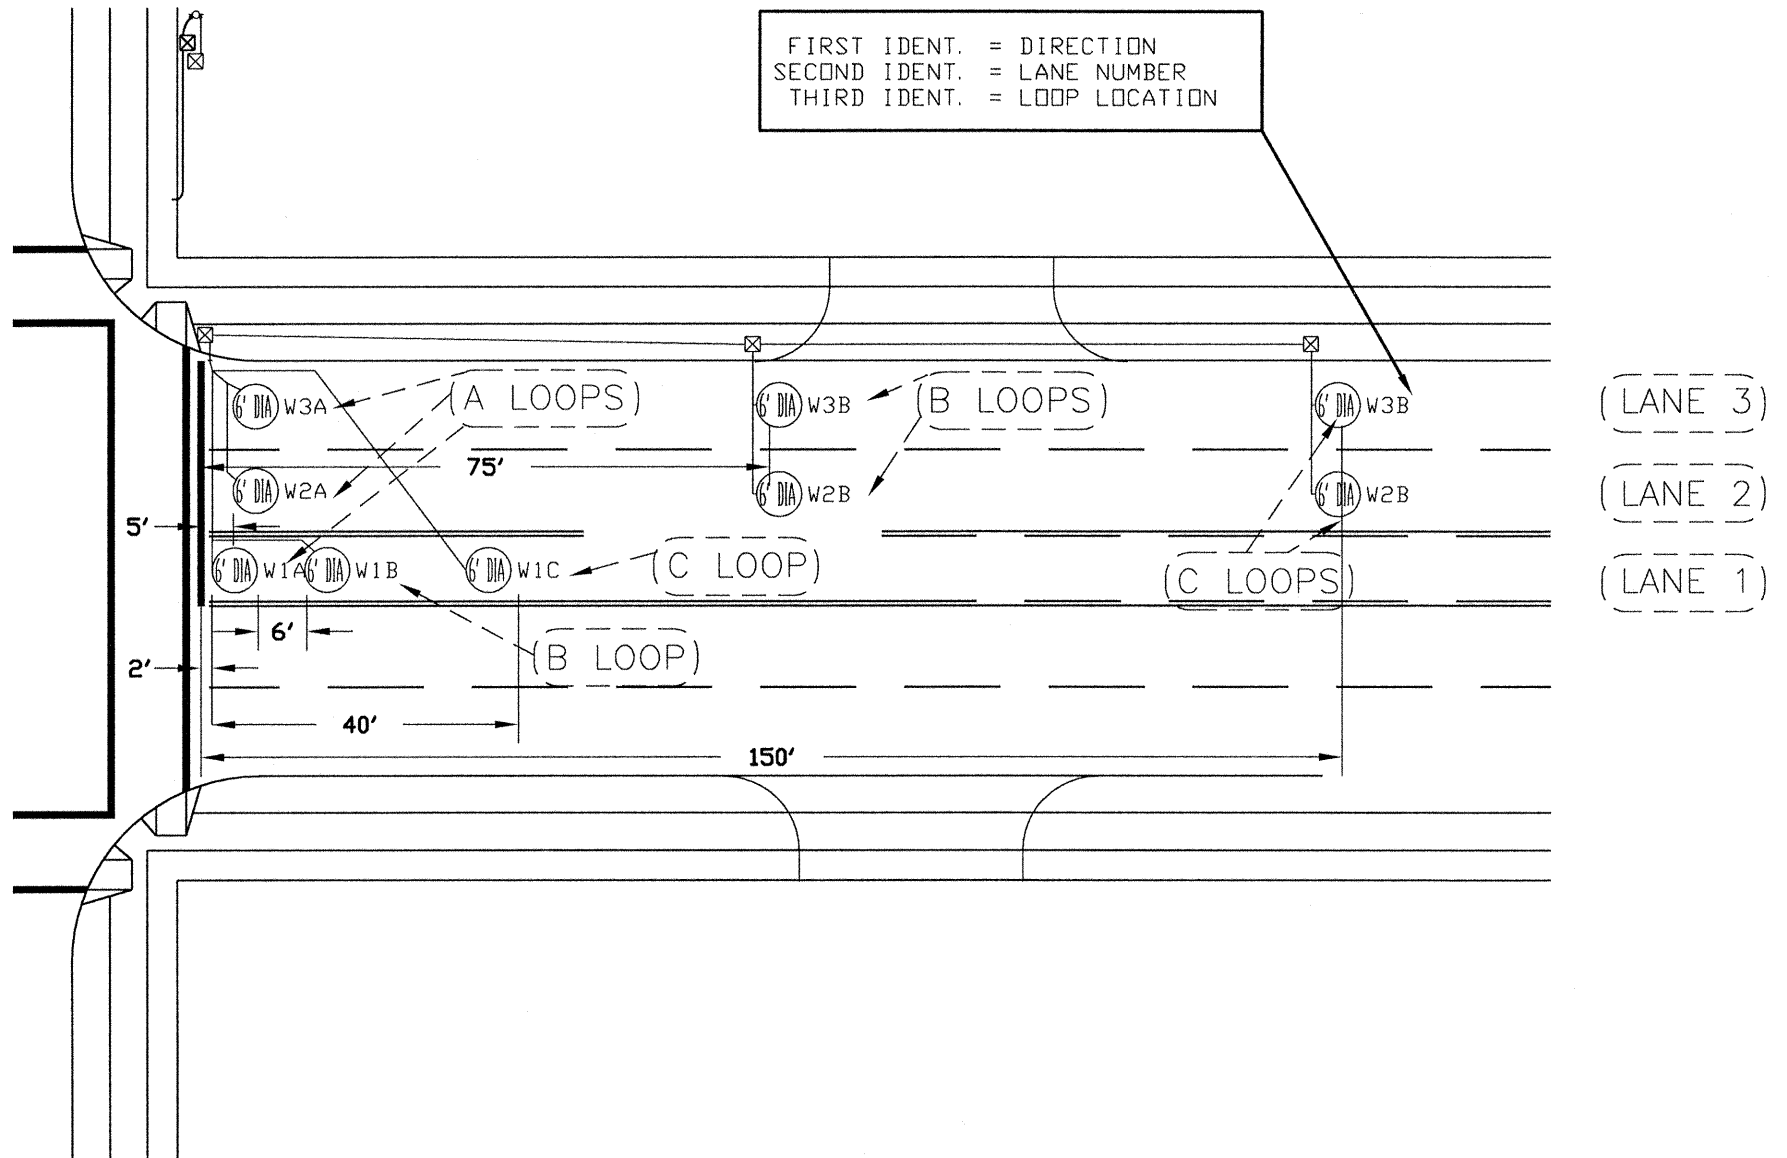 FIRST IDENT. = DIRECTION
SECOND IDENT. = LANE NUMBER
THIRD IDENT. = LOOP LOCATION
6' DIA W3A
(A LOOPS)
6' DIA W3B
(B LOOPS)
6' DIA W3B
(LANE 3)
75'
6' DIA W2A
6' DIA W2B
6' DIA W2B
(LANE 2)
5'
6' DIA W1A
6' DIA W1B
6' DIA W1C
(C LOOP)
(C LOOPS)
(LANE 1)
6'
2'
(B LOOP)
40'
150'